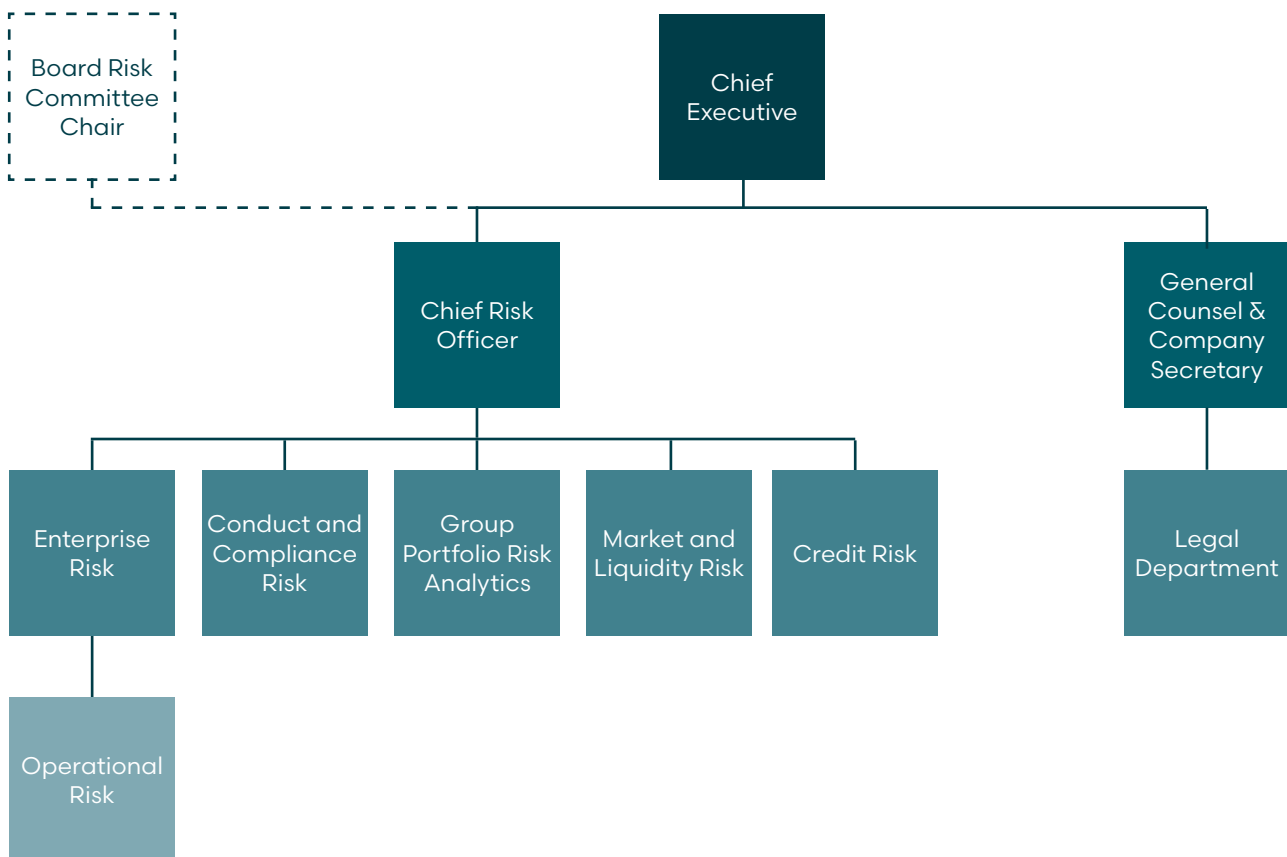 Board Risk
Committee
Chair
Chief
Executive
Chief Risk
Officer
General
Counsel &
Company
Secretary
Enterprise
Risk
Conduct and
Compliance
Risk
Group
Portfolio Risk
Analytics
Market and
Liquidity Risk
Credit Risk
Legal
Department
Operational
Risk